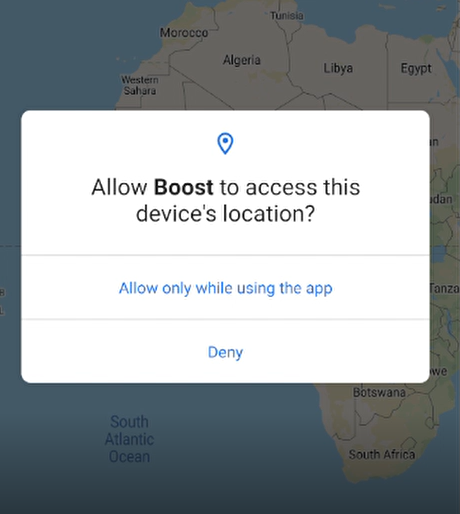 Tunisia
Morocco
Algeria
Libya
Egypt
Western
Sahara
Allow Boost to access this
device's location?
Allow only while using the app
Tanza
Deny
Botswana
South
Atlantic
Ocean
South Africa